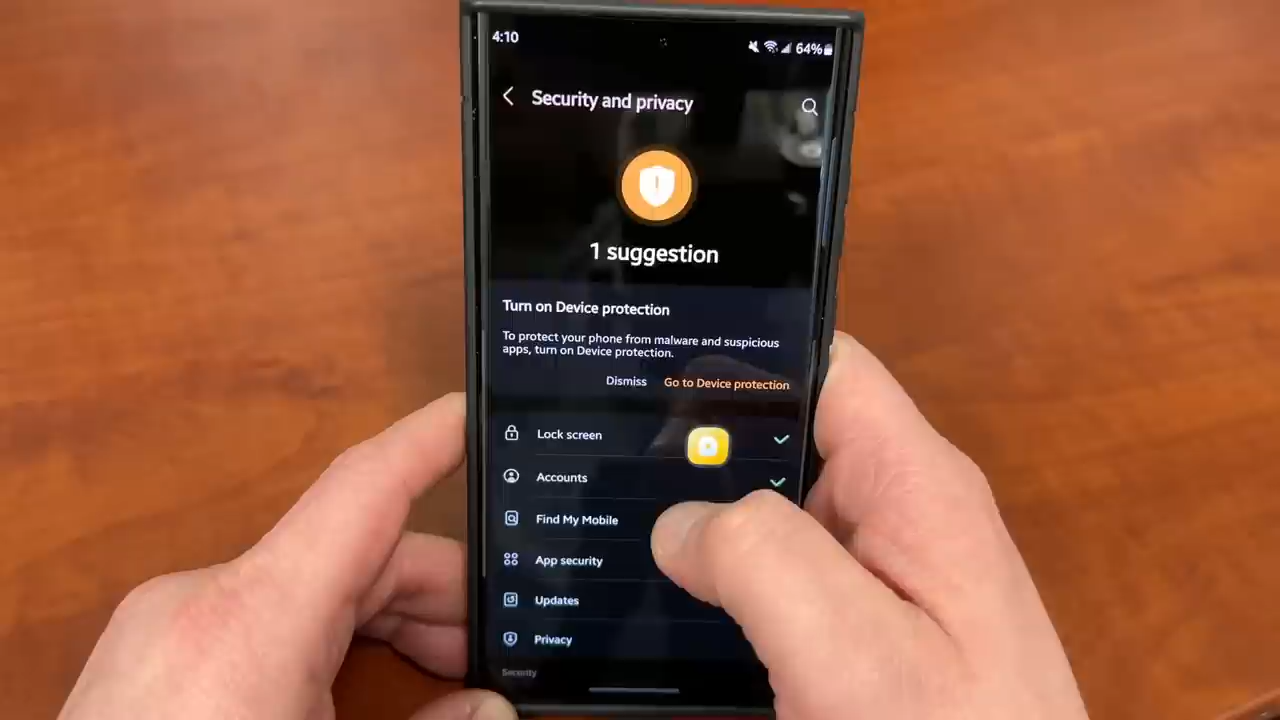 4:10
64%
Security and privacy
1 suggestion
Turn on Device protection
To protect your phone from malware and suspicious
apps, turn on Device protection.
Dismiss
Go to Device protection
Lock screen
Accounts
Find My Mobile
App security
Updates
Privacy
Security